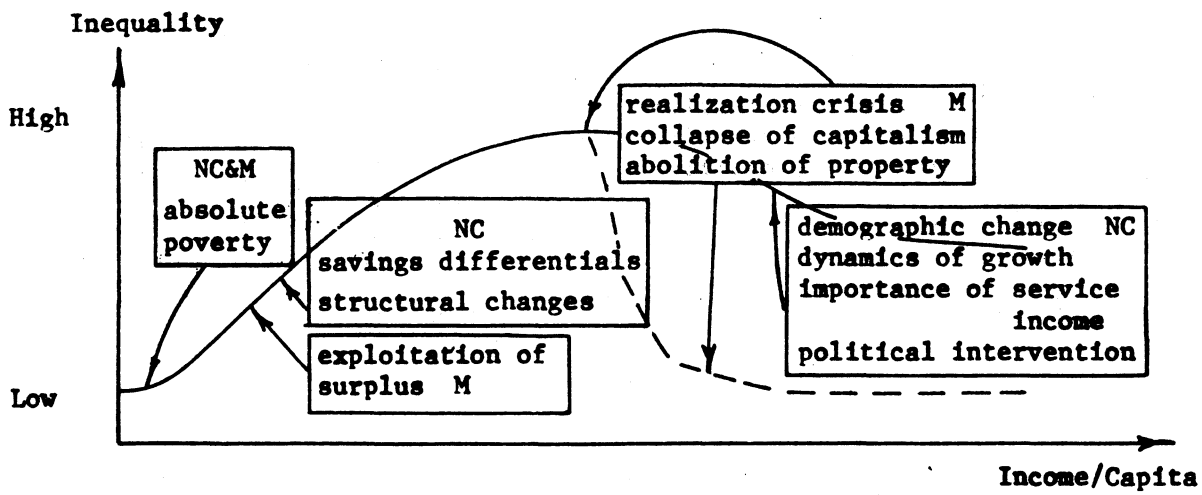 Inequality
High
realization crisis M
collapse of capitalism
abolition of property
NC&M
absolute
poverty
NC
savings differentials
structural changes
demographic change NC
dynamics of growth
importance of service
income
political intervention
exploitation of
surplus M
Low
Income/Capita